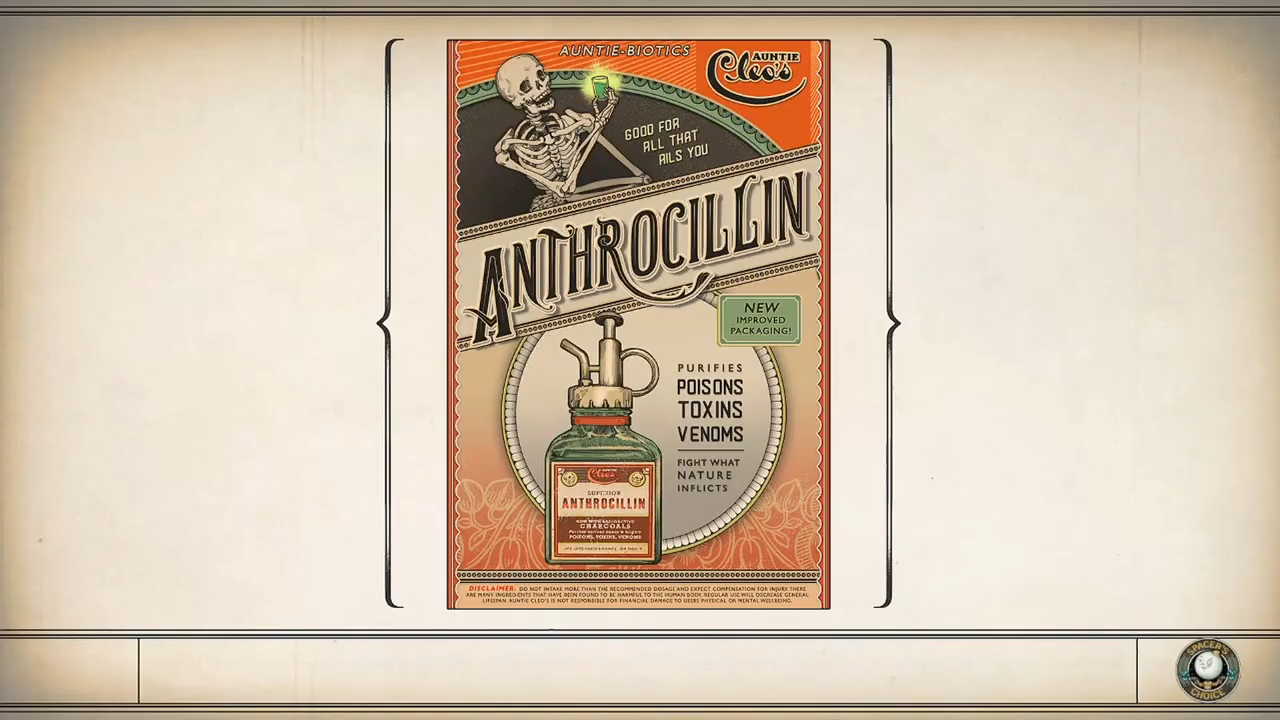 AUNTIE-BIOTICS
AUNTIE
Cleo's
GOOD FOR
ALL THAT
AILS YOU
ANTHROCILLIN
NEW
IMPROVED
PACKAGING!
PURIFIES
POISONS
TOXINS
VENOMS
FIGHT WHAT
NATURE
INFLICTS
AUNTIE
Cleo's
SUPERIOR
ANTHROCILLIN
NOW WITH RADIOACTIVE
CHARCOALS
POISONS, TOXINS, VENOMS
DISCLAIMER: DO NOT INTAKE MORE THAN THE RECOMMENDED DOSAGE AND EXPECT COMPENSATION FOR INJURY. THERE
ARE MANY INGREDIENTS THAT HAVE BEEN FOUND TO BE HARMFUL TO THE HUMAN BODY. REGULAR USE WILL DECREASE GENERAL
LIFESPAN. AUNTIE CLEO'S IS NOT RESPONSIBLE FOR FINANCIAL DAMAGE TO USERS PHYSICAL OR MENTAL WELLBEING.
SPACER'S
CHOICE